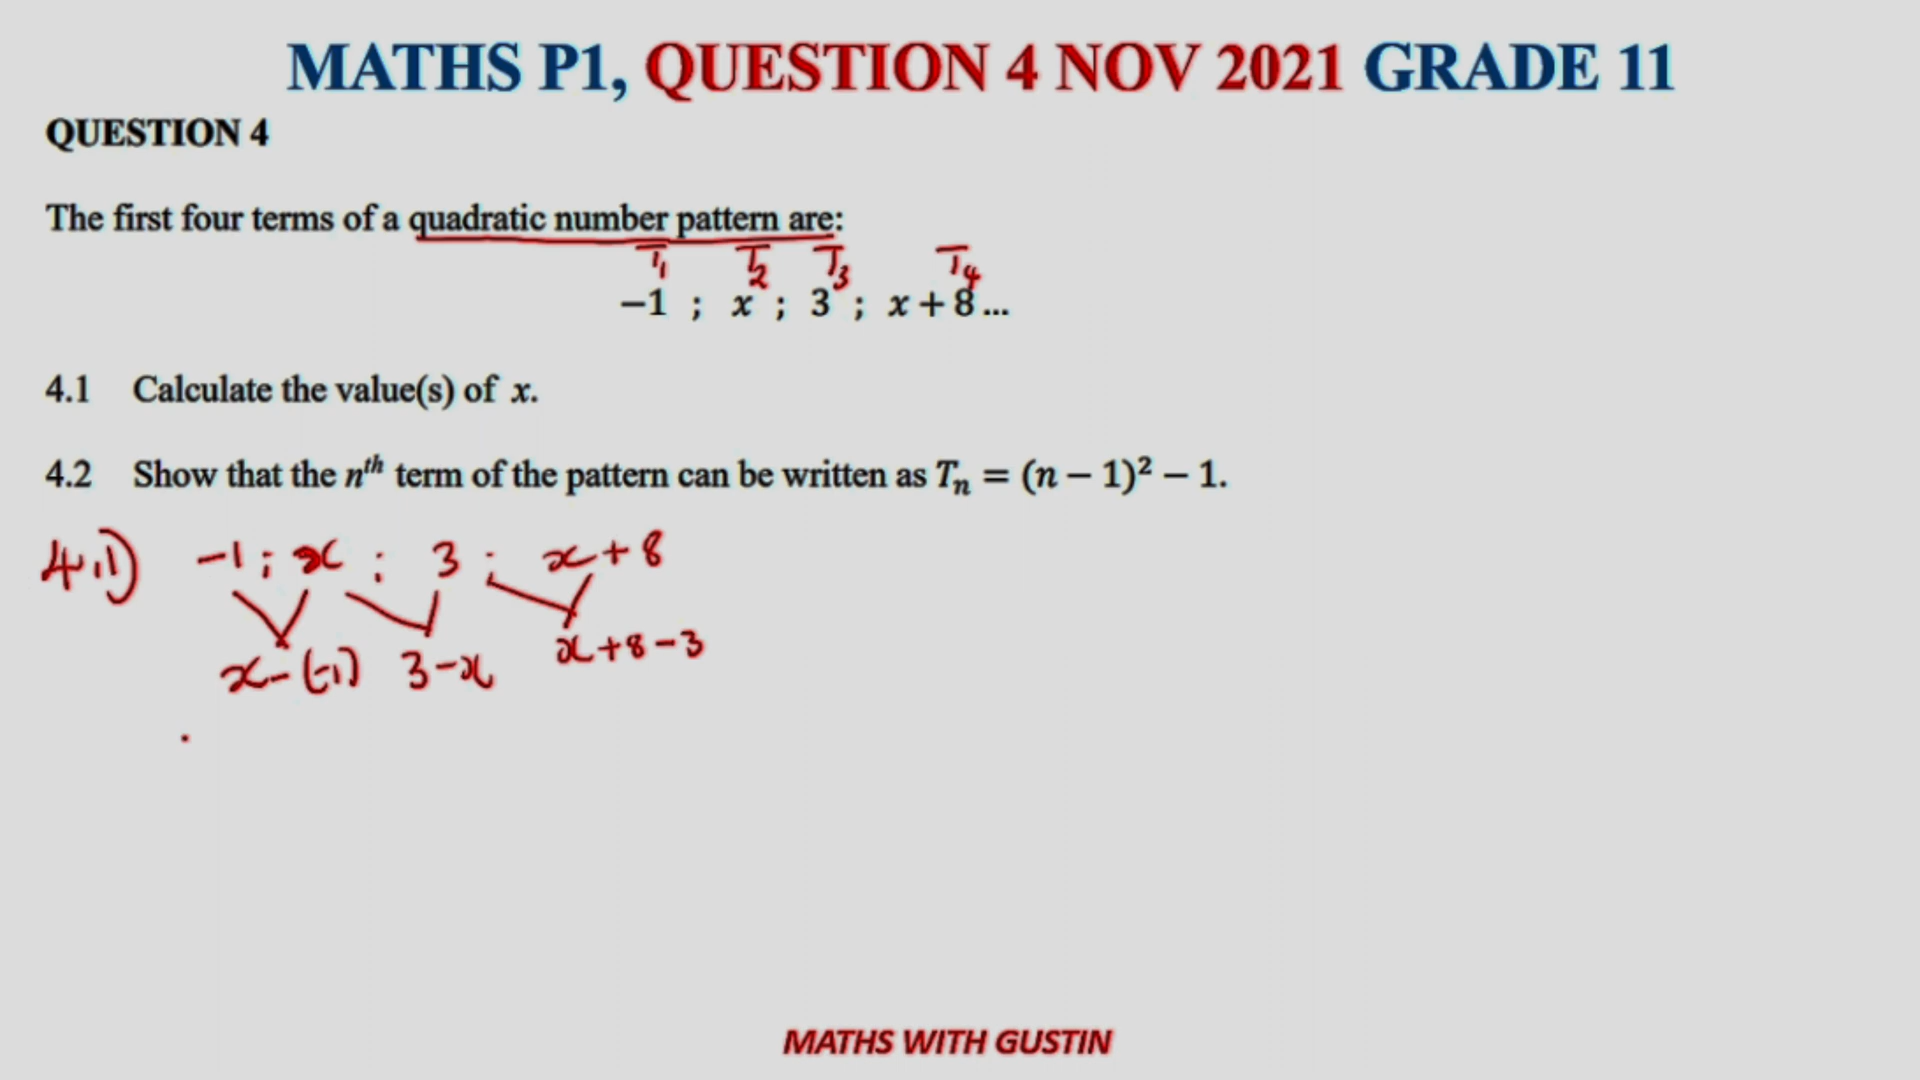 MATHS P1, QUESTION 4 NOV 2021 GRADE 11
QUESTION 4
The first four terms of a quadratic number pattern are:
T₁ T₂ T₃ T₄
−1 ; x ; 3 ; x + 8 ...
4.1 Calculate the value(s) of x.
4.2 Show that the nᵗʰ term of the pattern can be written as Tₙ = (n − 1)² − 1.
4.1) -1 ; x ; 3 ; x+8
x-(-1) 3-x x+8-3
MATHS WITH GUSTIN